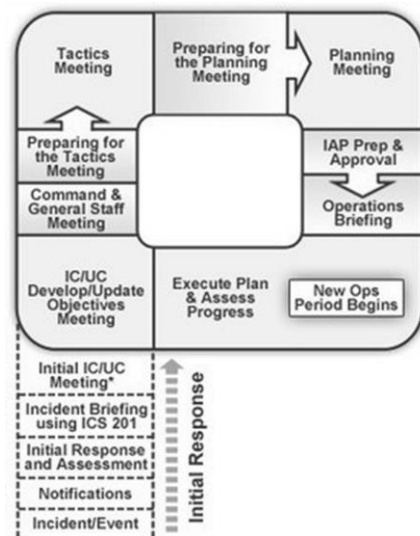 Tactics
Meeting
Preparing for
the Planning
Meeting
Planning
Meeting
Preparing for
the Tactics
Meeting
IAP Prep &
Approval
Command &
General Staff
Meeting
Operations
Briefing
IC/UC
Develop/Update
Objectives
Meeting
Execute Plan
& Assess
Progress
New Ops
Period Begins
Initial IC/UC
Meeting*
Incident Briefing
using ICS 201
Initial Response
and Assessment
Notifications
Incident/Event
Initial Response